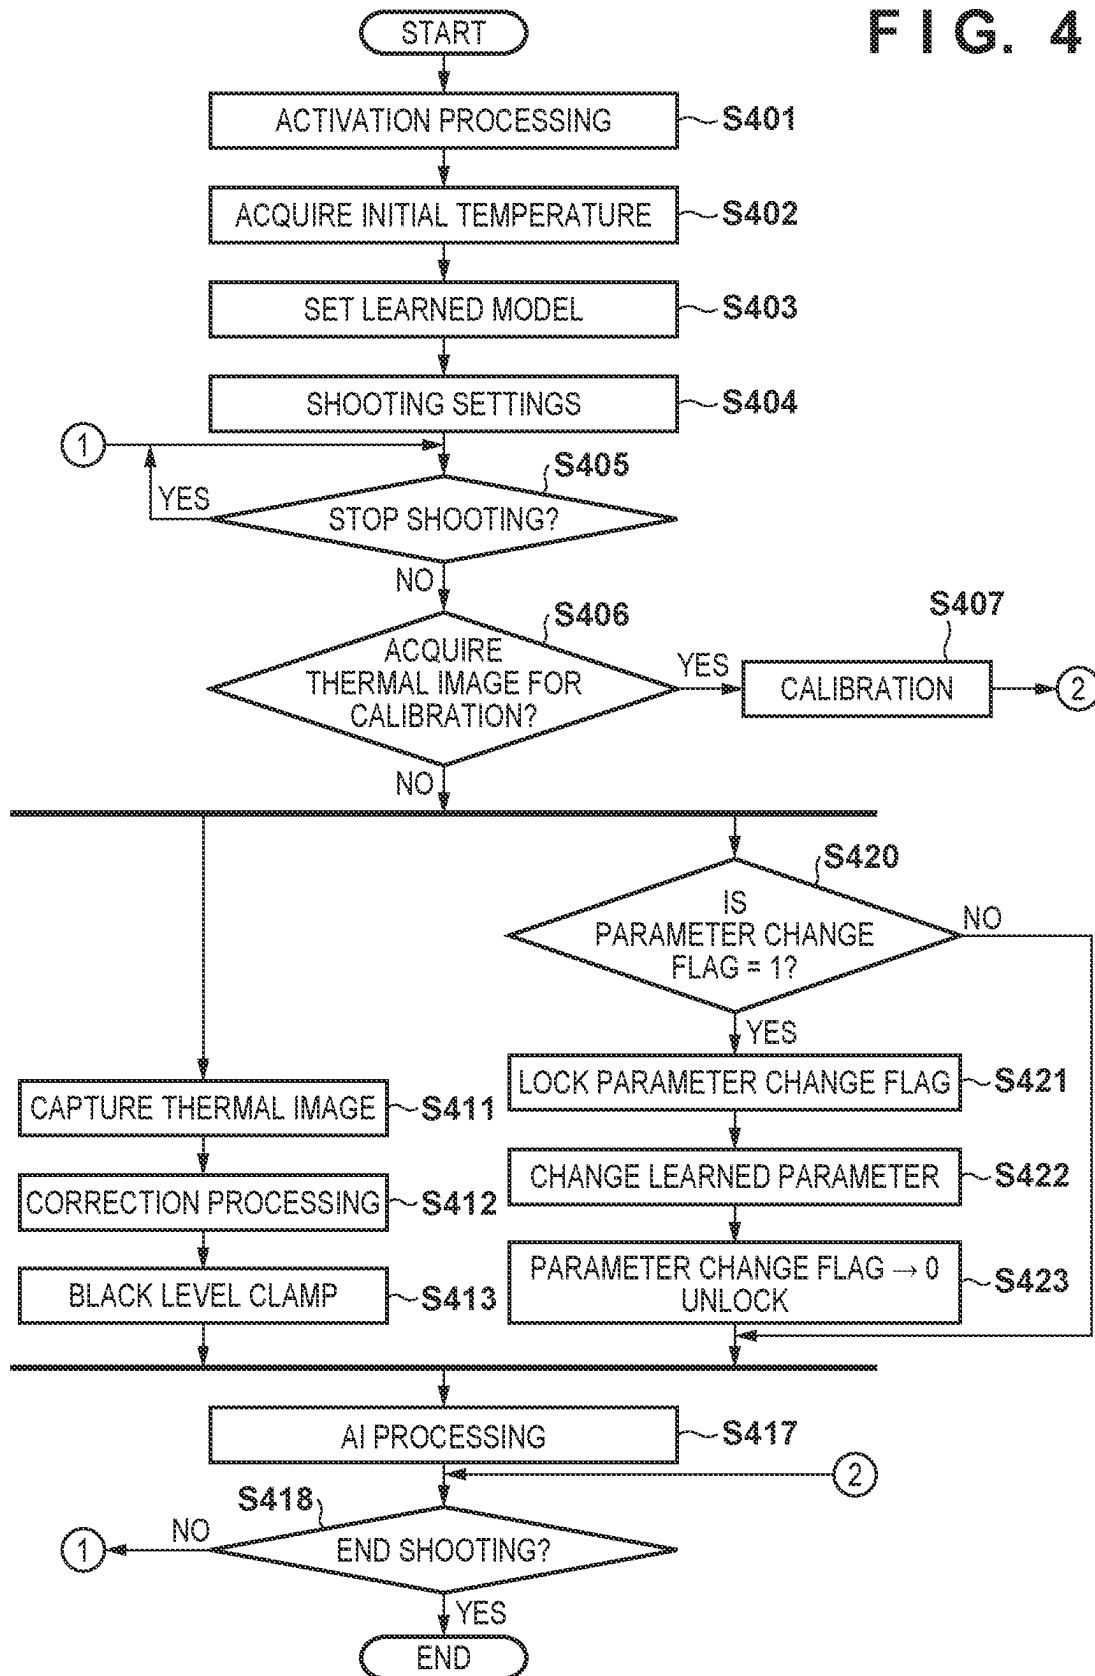 FIG. 4
START
ACTIVATION PROCESSING
S401
ACQUIRE INITIAL TEMPERATURE
S402
SET LEARNED MODEL
S403
SHOOTING SETTINGS
S404
1
S405
YES
STOP SHOOTING?
NO
S406
ACQUIRE
THERMAL IMAGE FOR
CALIBRATION?
YES
S407
CALIBRATION
2
NO
S420
IS
PARAMETER CHANGE
FLAG = 1?
NO
YES
CAPTURE THERMAL IMAGE
S411
CORRECTION PROCESSING
S412
BLACK LEVEL CLAMP
S413
LOCK PARAMETER CHANGE FLAG
S421
CHANGE LEARNED PARAMETER
S422
PARAMETER CHANGE FLAG → 0
UNLOCK
S423
AI PROCESSING
S417
2
S418
END SHOOTING?
NO
1
YES
END